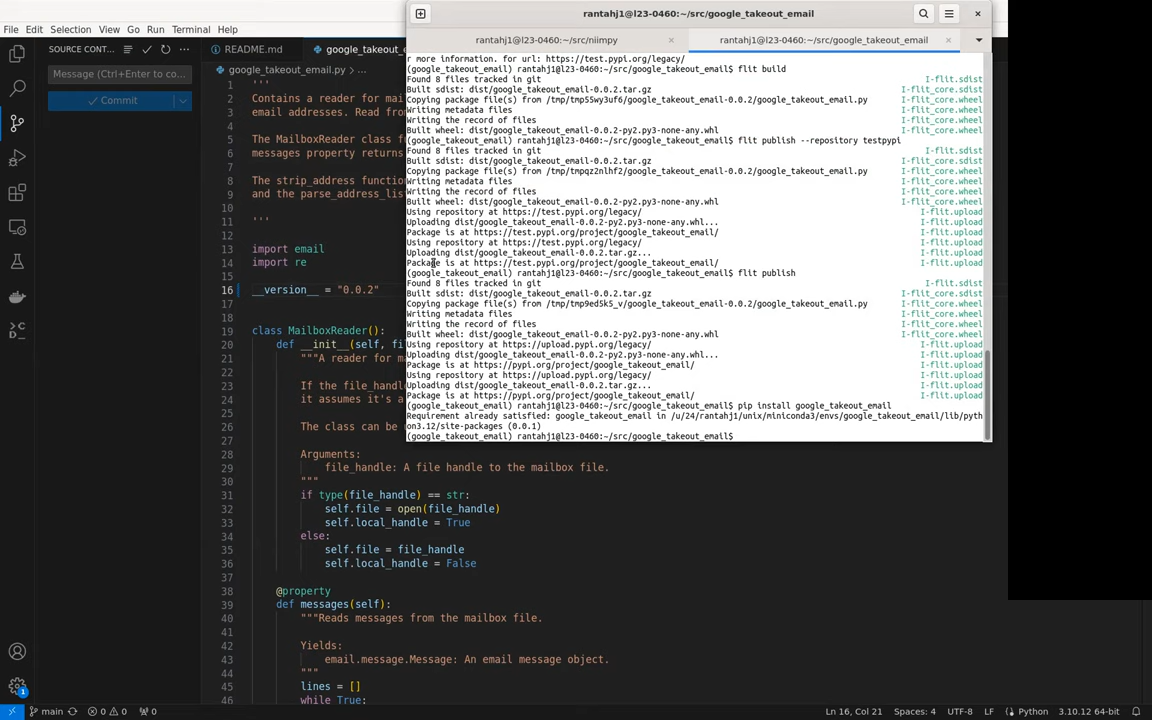 rantahj1@l23-0460:~/src/google_takeout_email
rantahj1@l23-0460:~/src/niimpy
rantahj1@l23-0460:~/src/google_takeout_email
r more information. for url: https://test.pypi.org/legacy/
(google_takeout_email) rantahj1@l23-0460:~/src/google_takeout_email$ flit build
Found 8 files tracked in git I-flit.sdist
Built sdist: dist/google_takeout_email-0.0.2.tar.gz I-flit_core.sdist
Copying package file(s) from /tmp/tmp55wy3uf6/google_takeout_email-0.0.2/google_takeout_email.py I-flit_core.wheel
Writing metadata files I-flit_core.wheel
Writing the record of files I-flit_core.wheel
Built wheel: dist/google_takeout_email-0.0.2-py2.py3-none-any.whl I-flit_core.wheel
(google_takeout_email) rantahj1@l23-0460:~/src/google_takeout_email$ flit publish --repository testpypi
Found 8 files tracked in git I-flit.sdist
Built sdist: dist/google_takeout_email-0.0.2.tar.gz I-flit_core.sdist
Copying package file(s) from /tmp/tmpqz2nlhf2/google_takeout_email-0.0.2/google_takeout_email.py I-flit_core.wheel
Writing metadata files I-flit_core.wheel
Writing the record of files I-flit_core.wheel
Built wheel: dist/google_takeout_email-0.0.2-py2.py3-none-any.whl I-flit_core.wheel
Using repository at https://test.pypi.org/legacy/ I-flit.upload
Uploading dist/google_takeout_email-0.0.2-py2.py3-none-any.whl... I-flit.upload
Package is at https://test.pypi.org/project/google_takeout_email/ I-flit.upload
Using repository at https://test.pypi.org/legacy/ I-flit.upload
Uploading dist/google_takeout_email-0.0.2.tar.gz... I-flit.upload
Package is at https://test.pypi.org/project/google_takeout_email/ I-flit.upload
(google_takeout_email) rantahj1@l23-0460:~/src/google_takeout_email$ flit publish
Found 8 files tracked in git I-flit.sdist
Built sdist: dist/google_takeout_email-0.0.2.tar.gz I-flit_core.sdist
Copying package file(s) from /tmp/tmp9ed5k5_v/google_takeout_email-0.0.2/google_takeout_email.py I-flit_core.wheel
Writing metadata files I-flit_core.wheel
Writing the record of files I-flit_core.wheel
Built wheel: dist/google_takeout_email-0.0.2-py2.py3-none-any.whl I-flit_core.wheel
Using repository at https://upload.pypi.org/legacy/ I-flit.upload
Uploading dist/google_takeout_email-0.0.2-py2.py3-none-any.whl... I-flit.upload
Package is at https://pypi.org/project/google_takeout_email/ I-flit.upload
Using repository at https://upload.pypi.org/legacy/ I-flit.upload
Uploading dist/google_takeout_email-0.0.2.tar.gz... I-flit.upload
Package is at https://pypi.org/project/google_takeout_email/ I-flit.upload
(google_takeout_email) rantahj1@l23-0460:~/src/google_takeout_email$ pip install google_takeout_email
Requirement already satisfied: google_takeout_email in /u/24/rantahj1/unix/miniconda3/envs/google_takeout_email/lib/pyth
on3.12/site-packages (0.0.1)
(google_takeout_email) rantahj1@l23-0460:~/src/google_takeout_email$
File Edit Selection View Go Run Terminal Help
SOURCE CONT... README.md google_takeout_e
google_takeout_email.py > ...
Message (Ctrl+Enter to com
Commit
1 '''
2 Contains a reader for mai
3 email addresses. Read from
4
5 The MailboxReader class f
6 messages property returns
7
8 The strip_address functio
9 and the parse_address_lis
10
11 '''
12
13 import email
14 import re
15
16 __version__ = "0.0.2"
17
18
19 class MailboxReader():
20 def __init__(self, fi
21 """A reader for m
22
23 If the file_handl
24 it assumes it's a
25
26 The class can be
27
28 Arguments:
29 file_handle: A file handle to the mailbox file.
30 """
31 if type(file_handle) == str:
32 self.file = open(file_handle)
33 self.local_handle = True
34 else:
35 self.file = file_handle
36 self.local_handle = False
37
38 @property
39 def messages(self):
40 """Reads messages from the mailbox file.
41
42 Yields:
43 email.message.Message: An email message object.
44 """
45 lines = []
46 while True:
1
main 0 0 0 Ln 16, Col 21 Spaces: 4 UTF-8 LF Python 3.10.12 64-bit